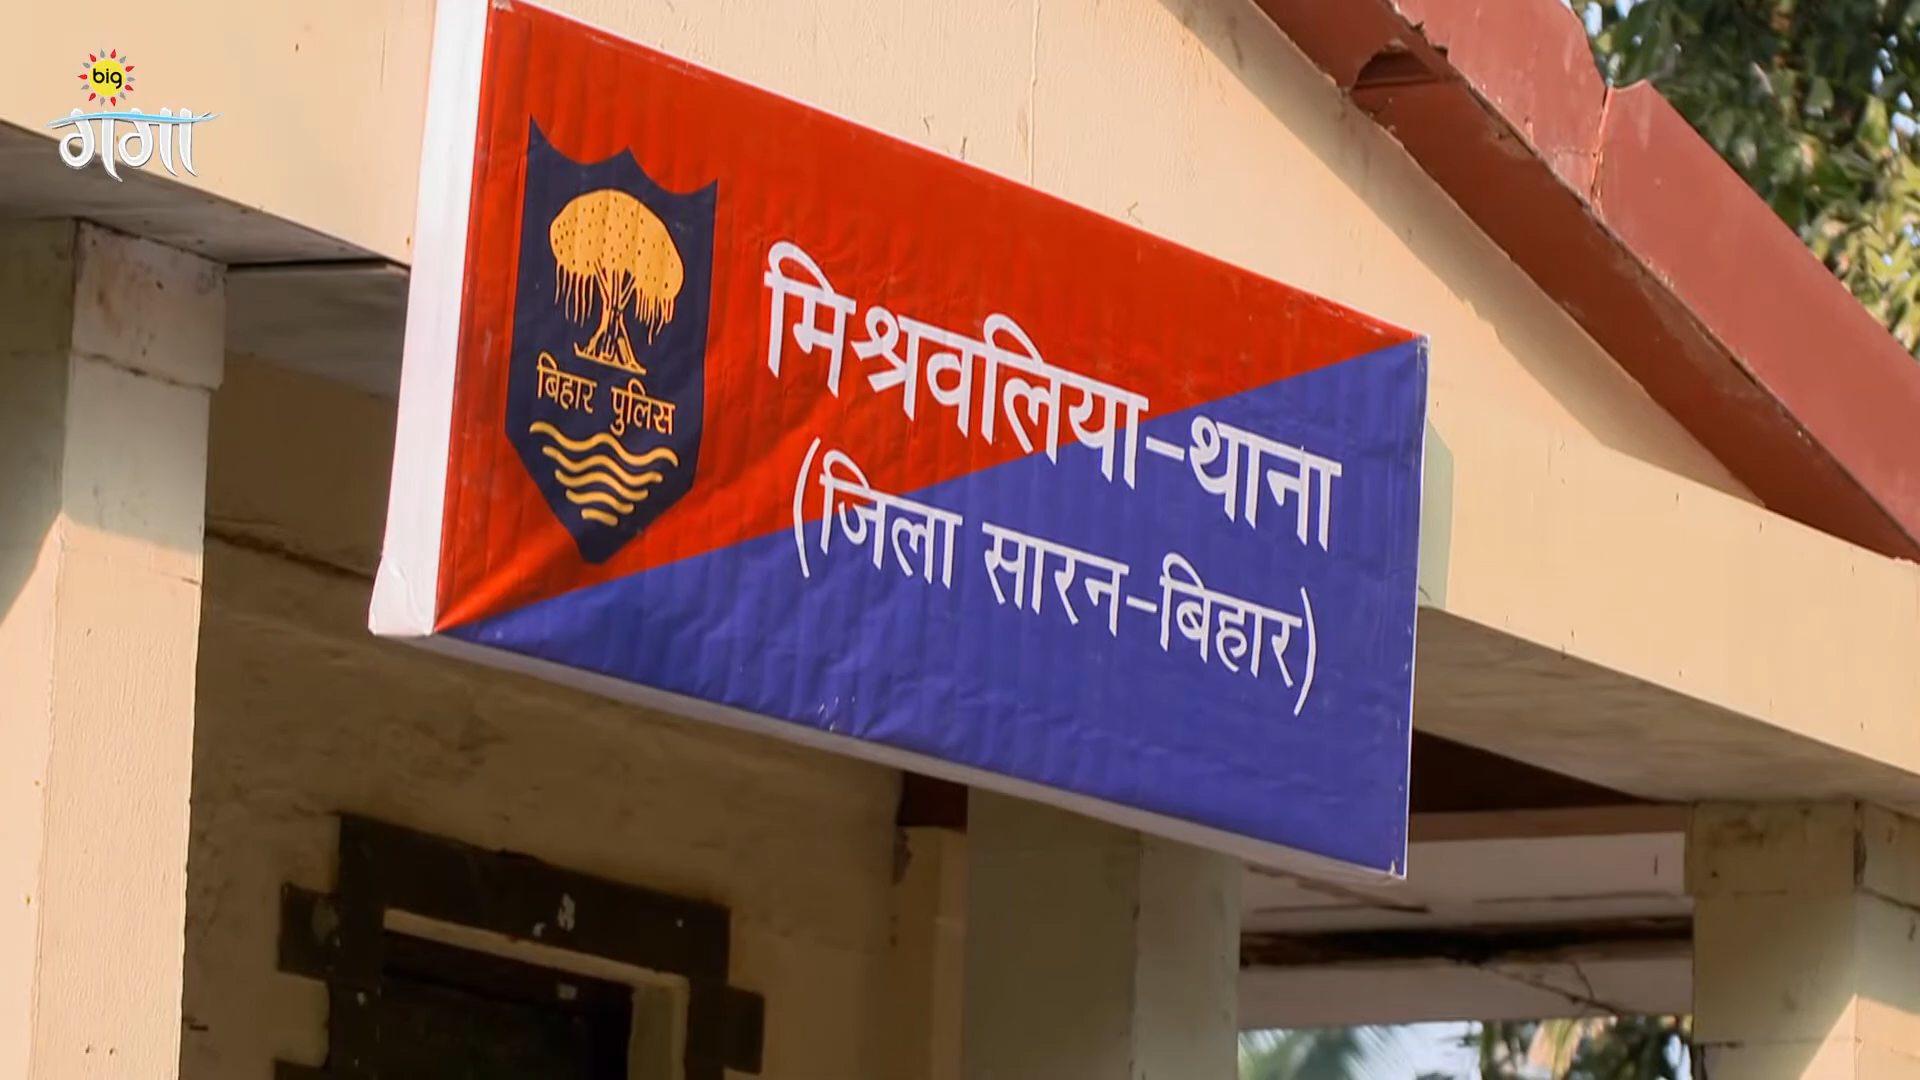 big
गंगा
बिहार पुलिस
मिश्रवलिया-थाना
(जिला सारन-बिहार)